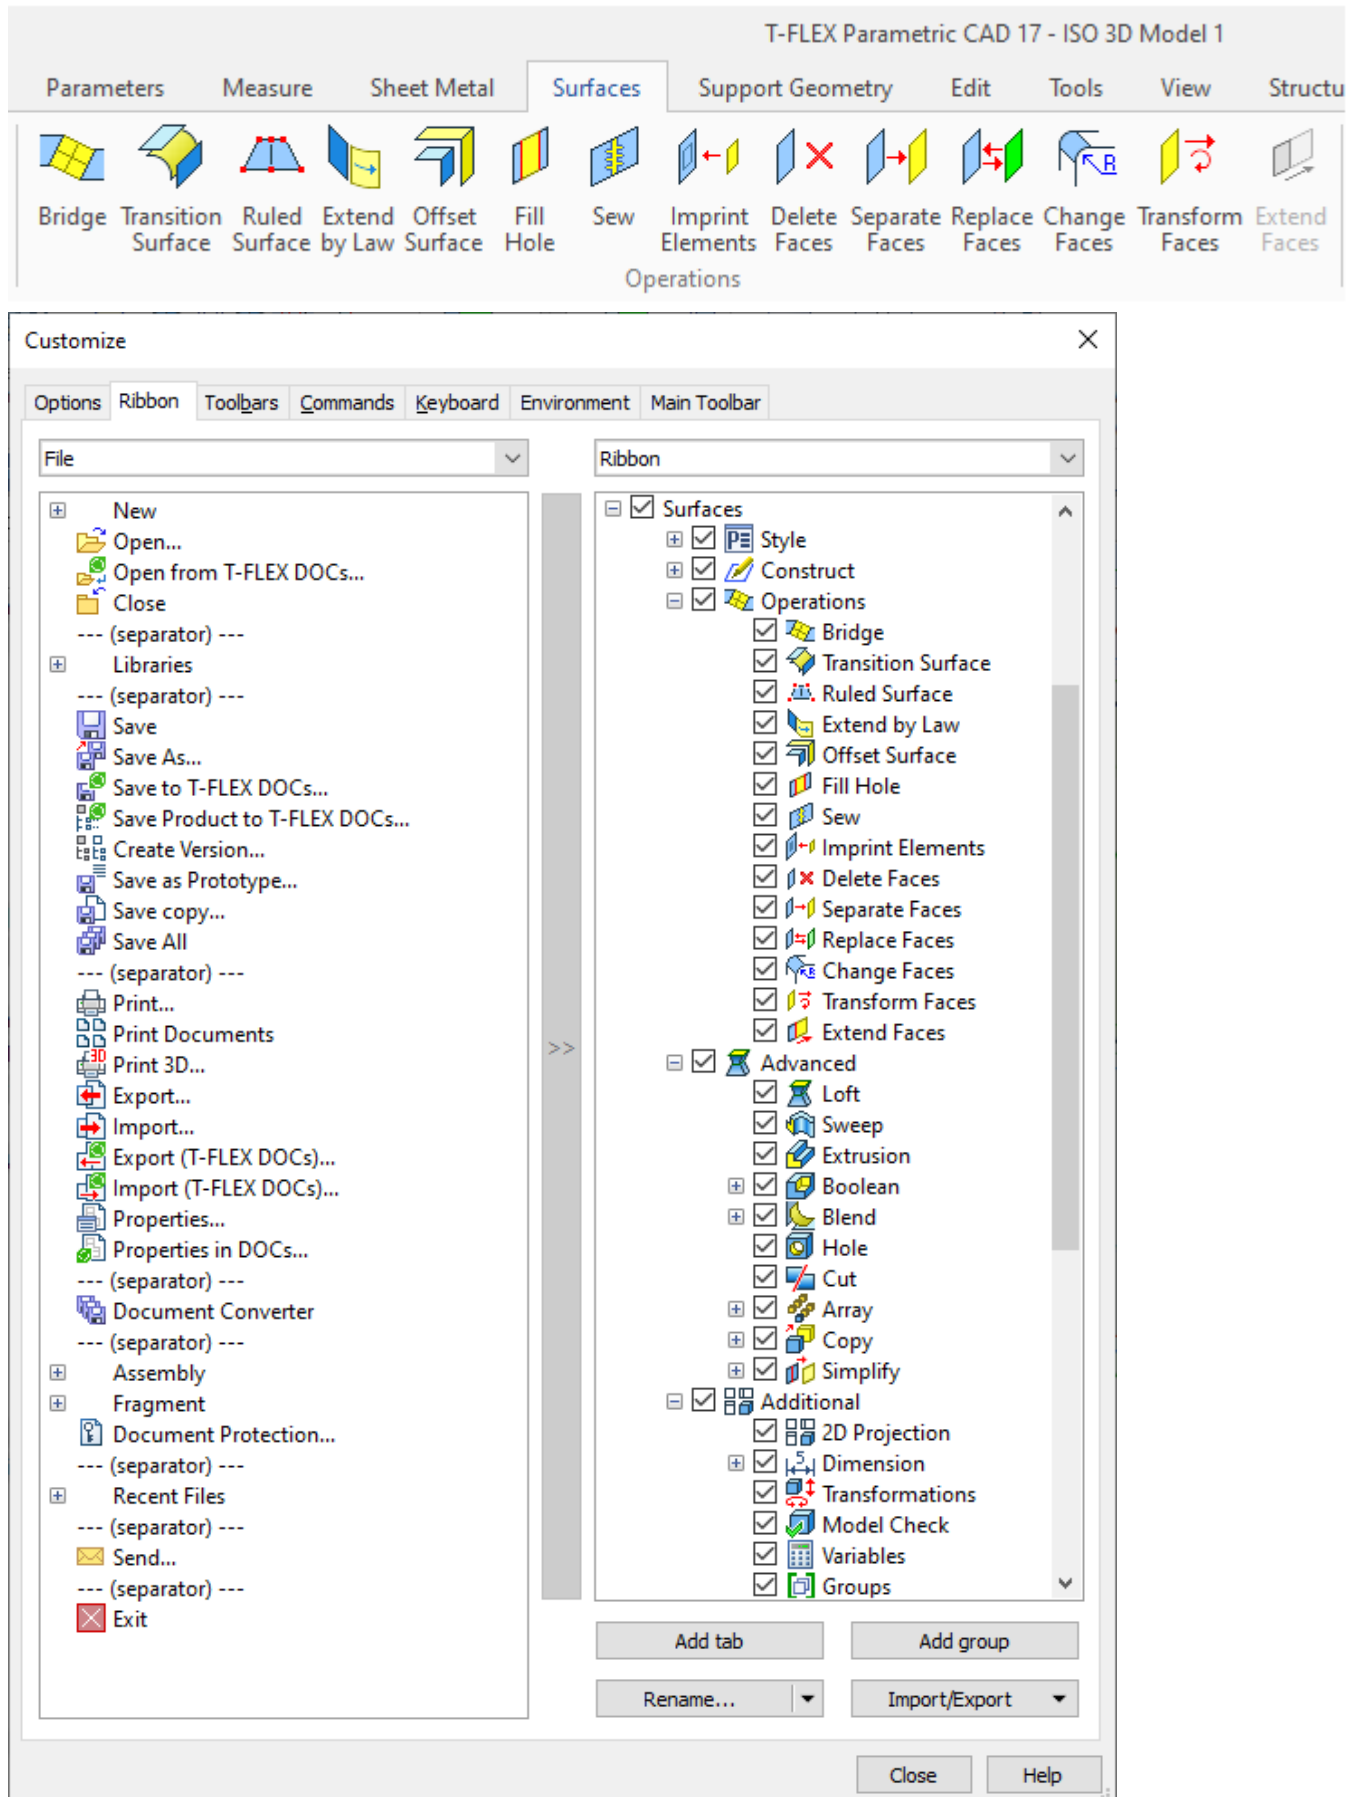 T-FLEX Parametric CAD 17 - ISO 3D Model 1
Parameters Measure Sheet Metal Surfaces Support Geometry Edit Tools View Structu
Bridge Transition Ruled Extend Offset Fill Sew Imprint Delete Separate Replace Change Transform Extend
Surface Surface by Law Surface Hole Elements Faces Faces Faces Faces Faces Faces
Operations
Customize
Options Ribbon Toolbars Commands Keyboard Environment Main Toolbar
File
New
Open...
Open from T-FLEX DOCs...
Close
--- (separator) ---
Libraries
--- (separator) ---
Save
Save As...
Save to T-FLEX DOCs...
Save Product to T-FLEX DOCs...
Create Version...
Save as Prototype...
Save copy...
Save All
--- (separator) ---
Print...
Print Documents
Print 3D...
Export...
Import...
Export (T-FLEX DOCs)...
Import (T-FLEX DOCs)...
Properties...
Properties in DOCs...
--- (separator) ---
Document Converter
--- (separator) ---
Assembly
Fragment
Document Protection...
--- (separator) ---
Recent Files
--- (separator) ---
Send...
--- (separator) ---
Exit
>>
Ribbon
Surfaces
Style
Construct
Operations
Bridge
Transition Surface
Ruled Surface
Extend by Law
Offset Surface
Fill Hole
Sew
Imprint Elements
Delete Faces
Separate Faces
Replace Faces
Change Faces
Transform Faces
Extend Faces
Advanced
Loft
Sweep
Extrusion
Boolean
Blend
Hole
Cut
Array
Copy
Simplify
Additional
2D Projection
Dimension
Transformations
Model Check
Variables
Groups
Add tab Add group
Rename... Import/Export
Close Help